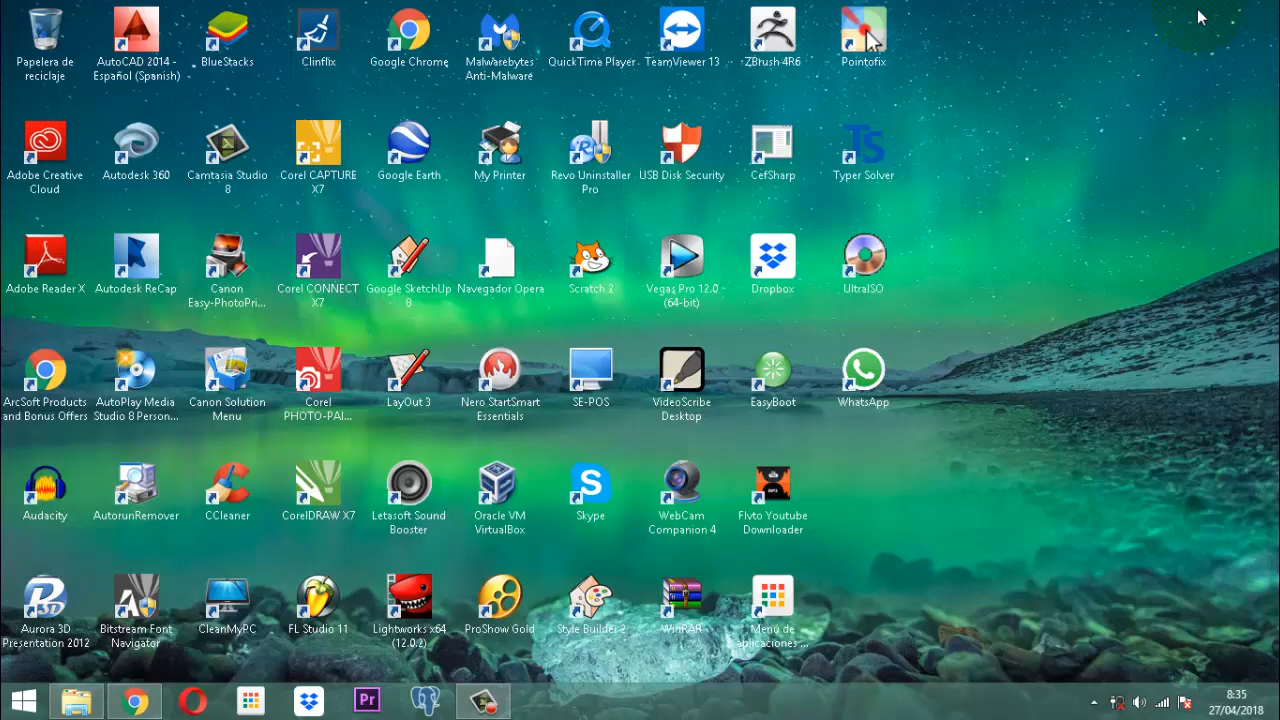 Papelera de
reciclaje
AutoCAD 2014 -
Español (Spanish)
BlueStacks
Clinflix
Google Chrome
Malwarebytes
Anti-Malware
QuickTime Player
TeamViewer 13
ZBrush 4R6
Pointofix
Adobe Creative
Cloud
Autodesk 360
Camtasia Studio
8
Corel CAPTURE
X7
Google Earth
My Printer
Revo Uninstaller
Pro
USB Disk Security
CefSharp
Ts
Typer Solver
Adobe Reader X
Autodesk ReCap
Canon
Easy-PhotoPri...
Corel CONNECT
X7
Google SketchUp
8
Navegador Opera
Scratch 2
Vegas Pro 12.0
(64-bit)
Dropbox
UltraISO
ArcSoft Products
and Bonus Offers
AutoPlay Media
Studio 8 Person...
Canon Solution
Menu
Corel
PHOTO-PAI...
LayOut 3
Nero StartSmart
Essentials
SE-POS
VideoScribe
Desktop
EasyBoot
WhatsApp
Audacity
AutorunRemover
CCleaner
CorelDRAW X7
Letasoft Sound
Booster
Oracle VM
VirtualBox
Skype
WebCam
Companion 4
Flvto Youtube
Downloader
Aurora 3D
Presentation 2012
Bitstream Font
Navigator
CleanMyPC
FL Studio 11
Lightworks x64
(12.0.2)
ProShow Gold
Style Builder 2
WinRAR
Menú de
aplicaciones ...
Pr
8:35
27/04/2018